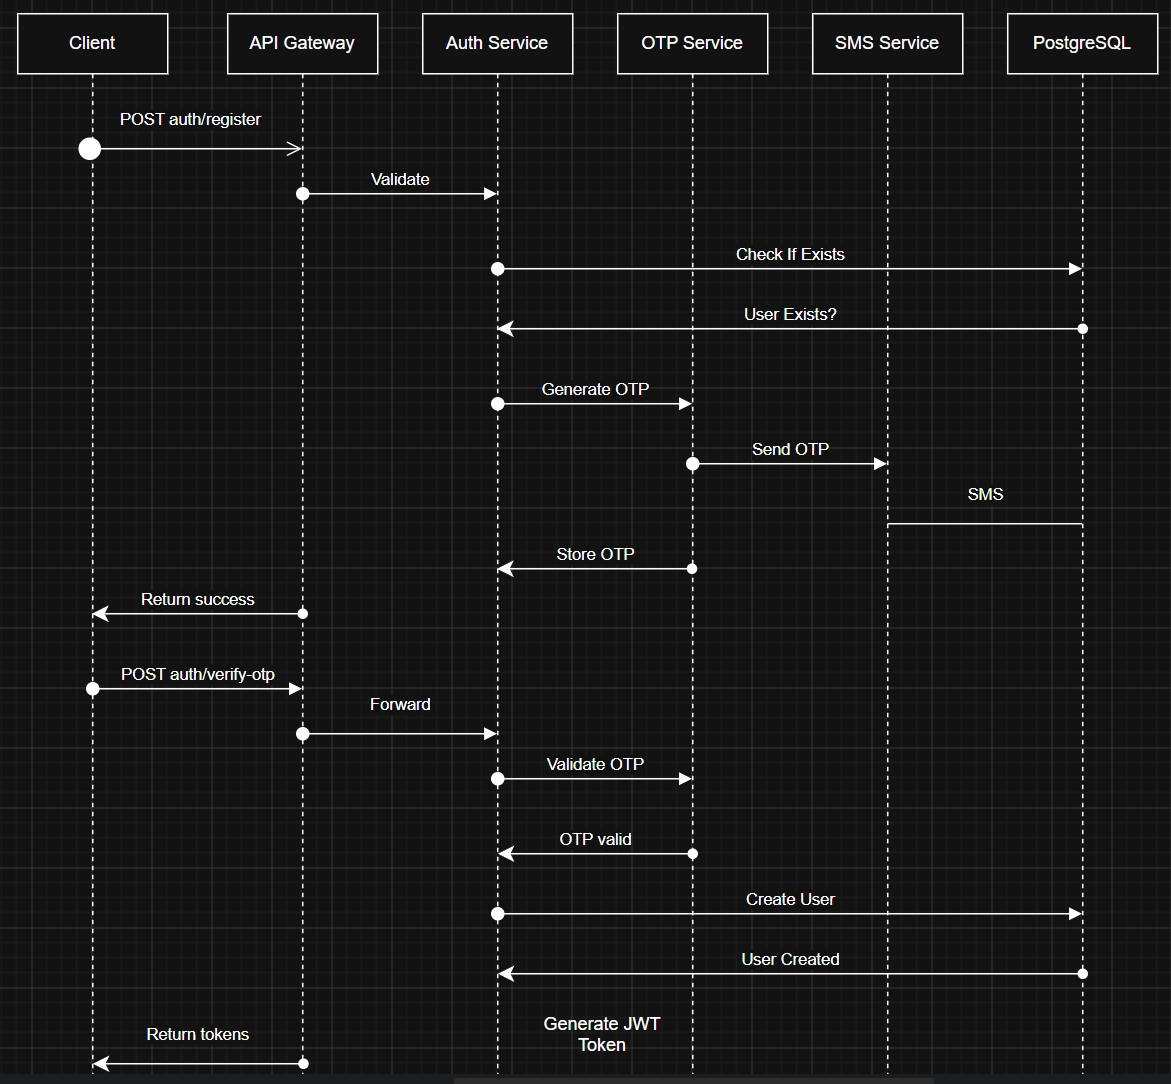 Client
API Gateway
Auth Service
OTP Service
SMS Service
PostgreSQL
POST auth/register
Validate
Check If Exists
User Exists?
Generate OTP
Send OTP
SMS
Store OTP
Return success
POST auth/verify-otp
Forward
Validate OTP
OTP valid
Create User
User Created
Generate JWT
Token
Return tokens